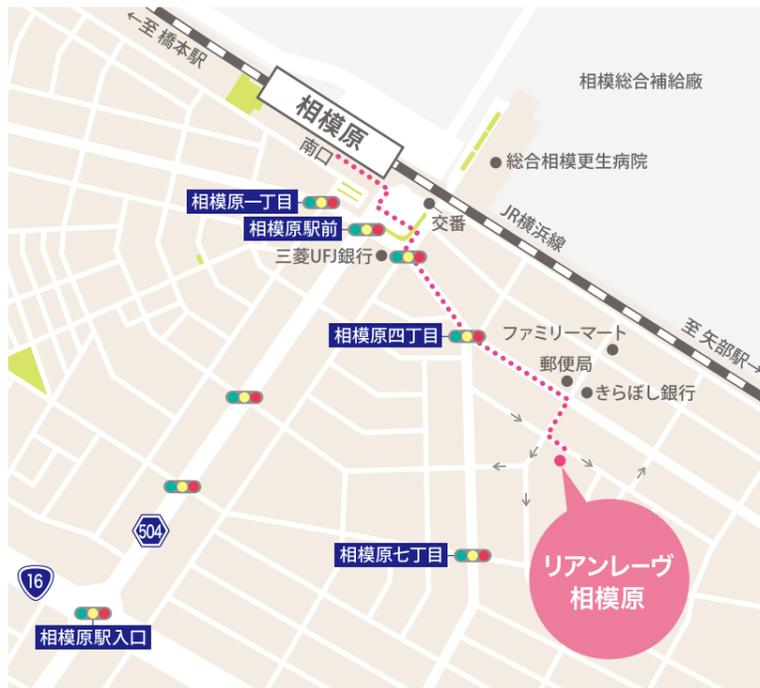 ←至 橋本駅
相模総合補給廠
相模原
南口
総合相模更生病院
相模原一丁目
交番
JR横浜線
相模原駅前
三菱UFJ銀行
相模原四丁目
ファミリーマート
至 矢部駅→
郵便局
きらぼし銀行
504
相模原七丁目
リアンレーヴ
相模原
16
相模原駅入口